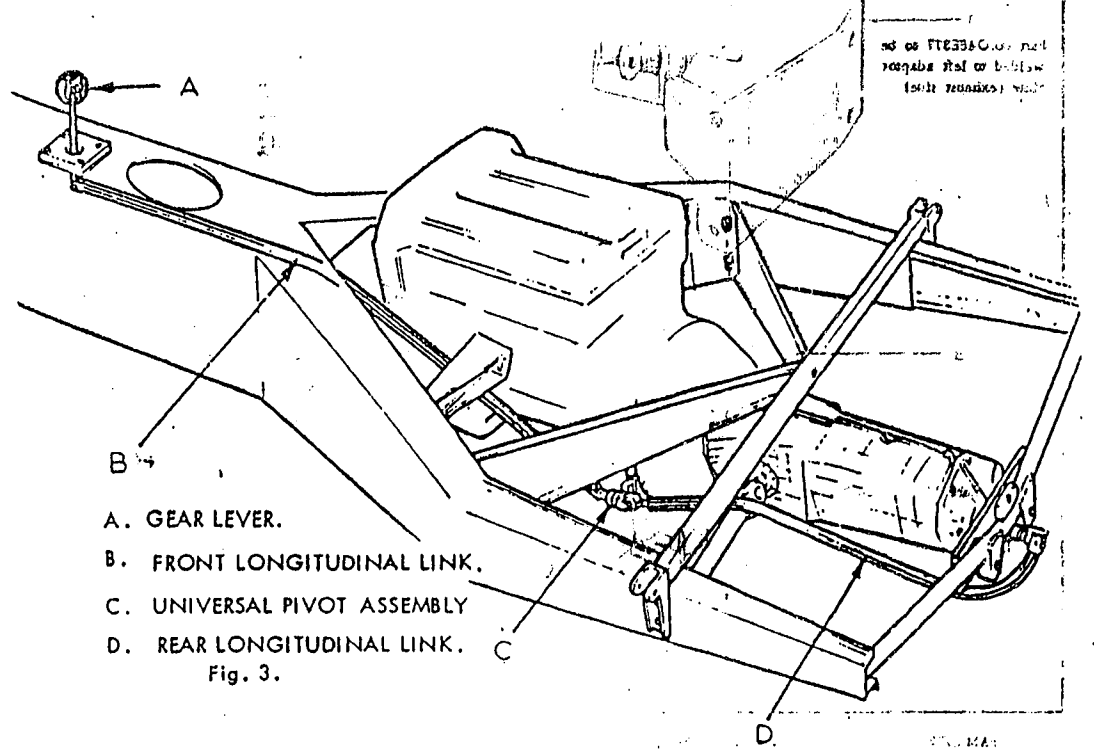 A
B
A. GEAR LEVER.
B. FRONT LONGITUDINAL LINK.
C. UNIVERSAL PIVOT ASSEMBLY
D. REAR LONGITUDINAL LINK.
Fig. 3.
C
D